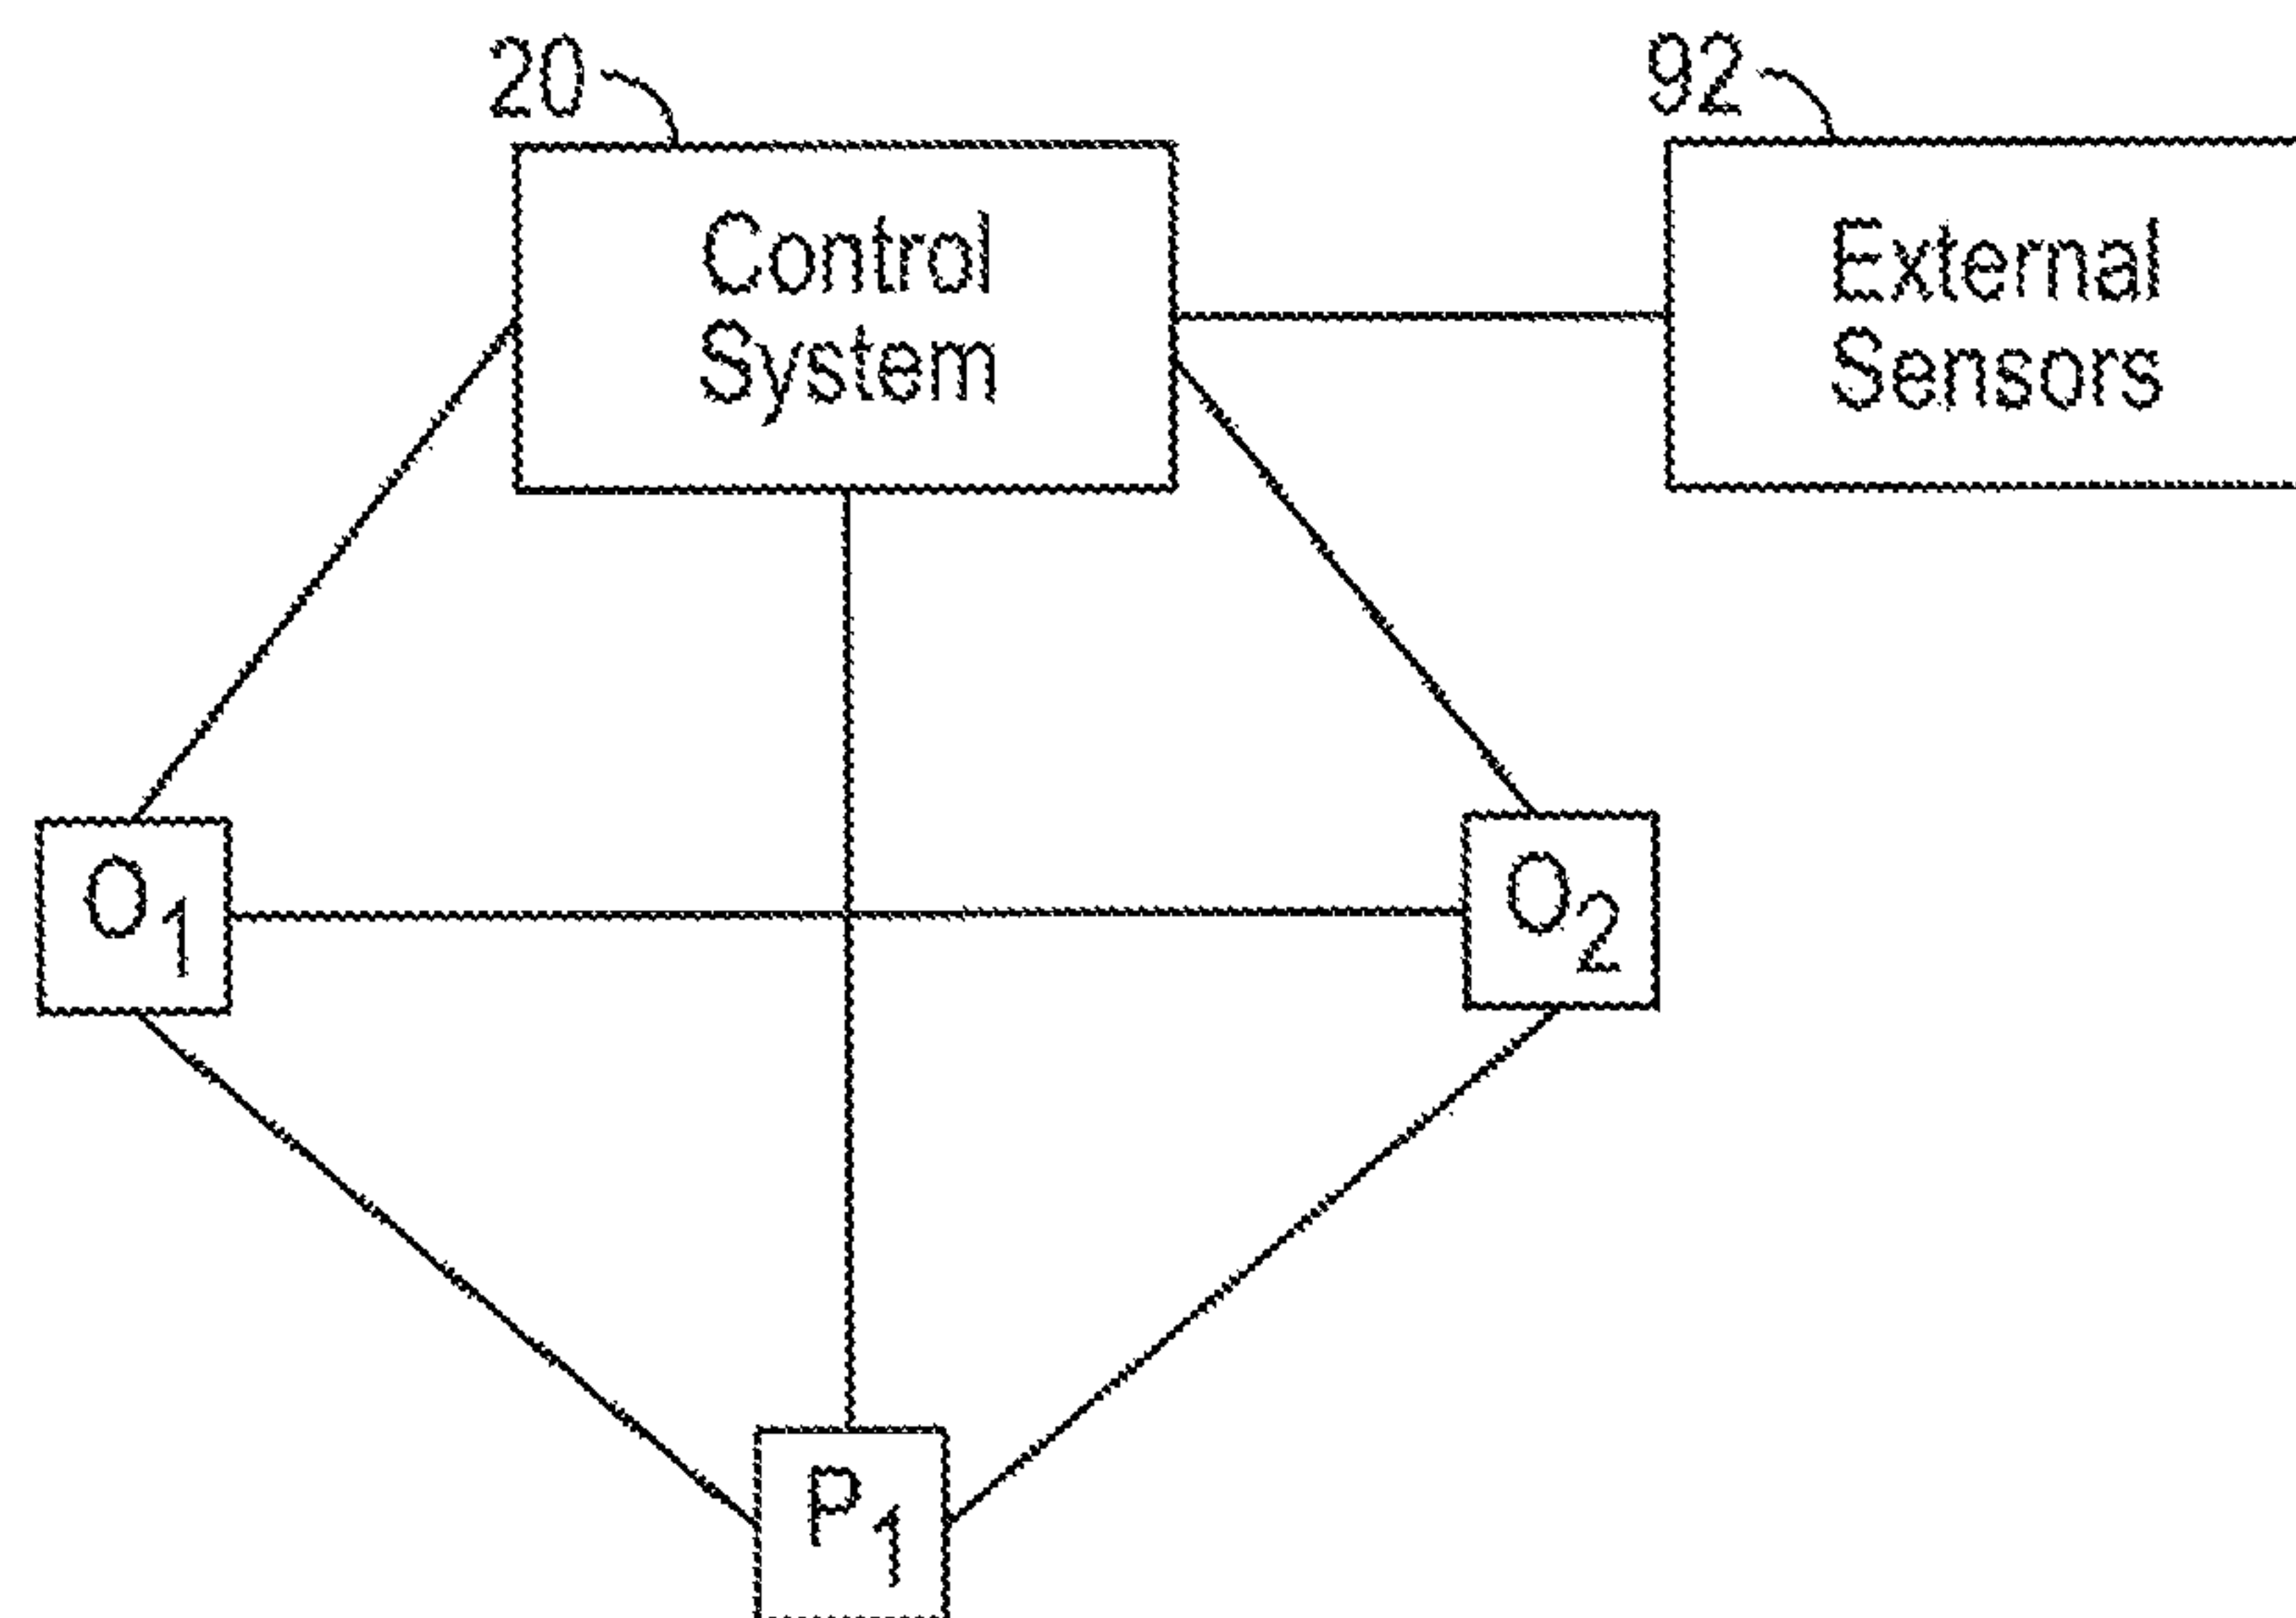 20
92
Control
System
External
Sensors
O1
O2
P1